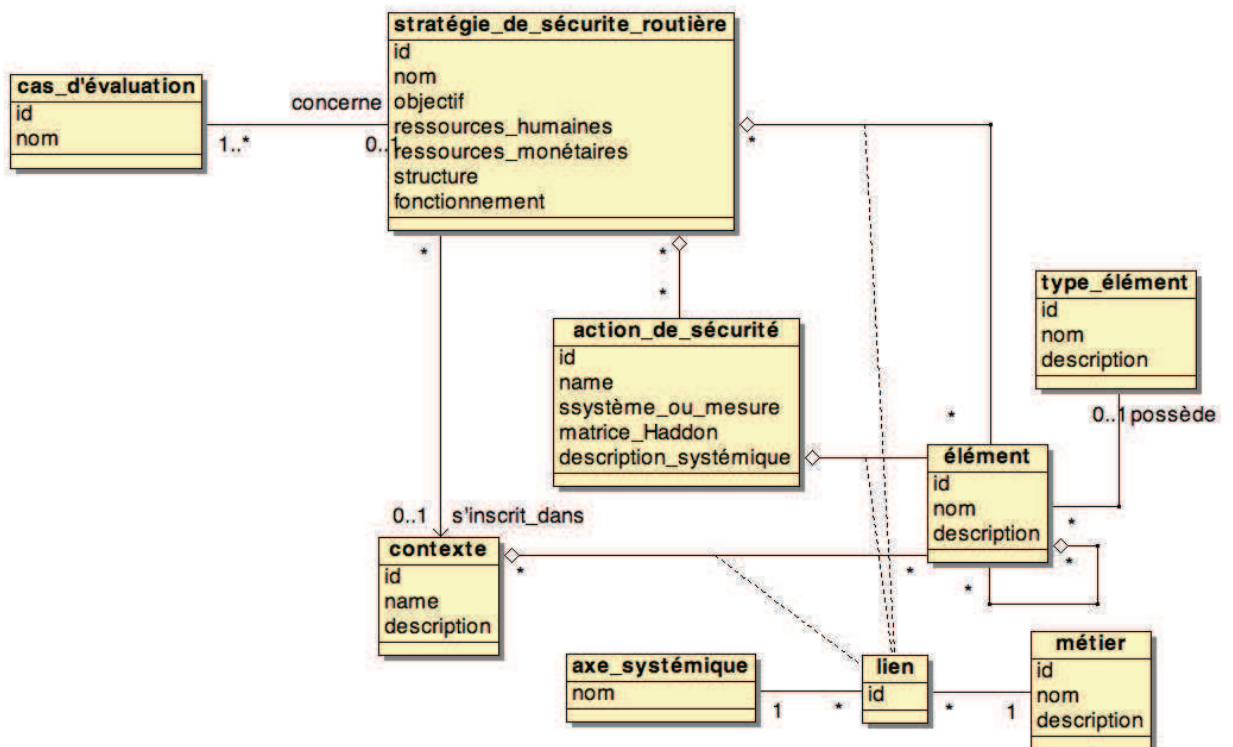 stratégie_de_sécurite_routière
id
nom
objectif
ressources_humaines
ressources_monétaires
structure
fonctionnement
cas_d'évaluation
id
nom
concerne
1..*
0..1
*
*
*
*
*
type_élément
id
nom
description
0..1 possède
action_de_sécurité
id
name
ssystème_ou_mesure
matrice_Haddon
description_systémique
élément
id
nom
description
*
*
*
0..1 s'inscrit_dans
contexte
id
name
description
*
*
axe_systémique
nom
1
*
lien
id
*
1
métier
id
nom
description